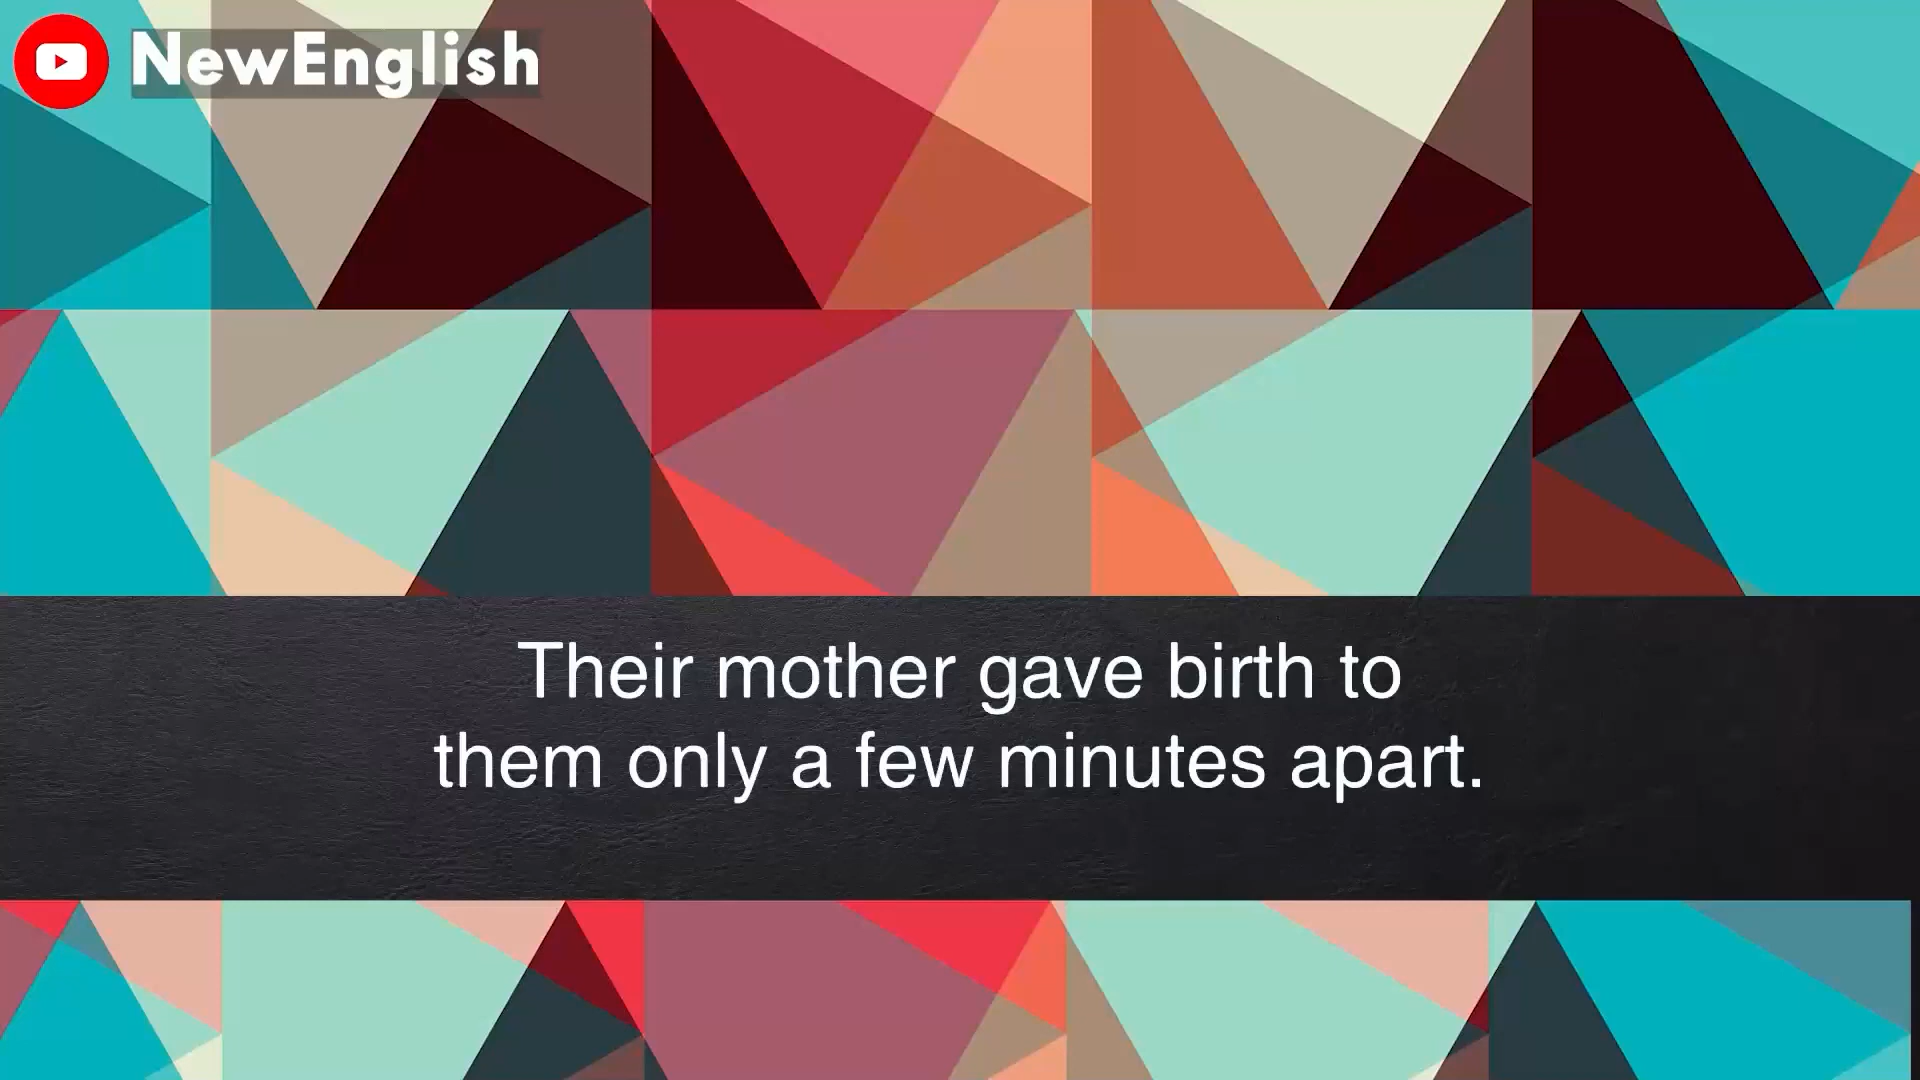 NewEnglish
Their mother gave birth to
them only a few minutes apart.